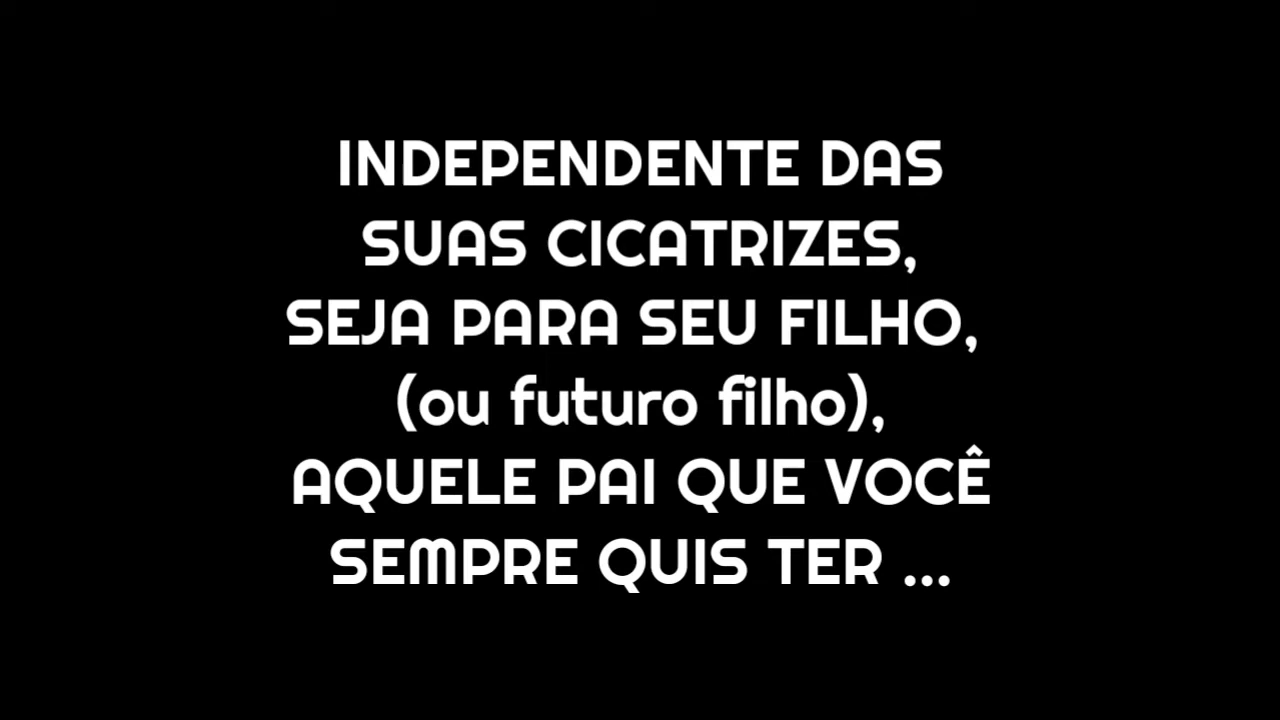 INDEPENDENTE DAS
SUAS CICATRIZES,
SEJA PARA SEU FILHO,
(ou futuro filho),
AQUELE PAI QUE VOCÊ
SEMPRE QUIS TER ...